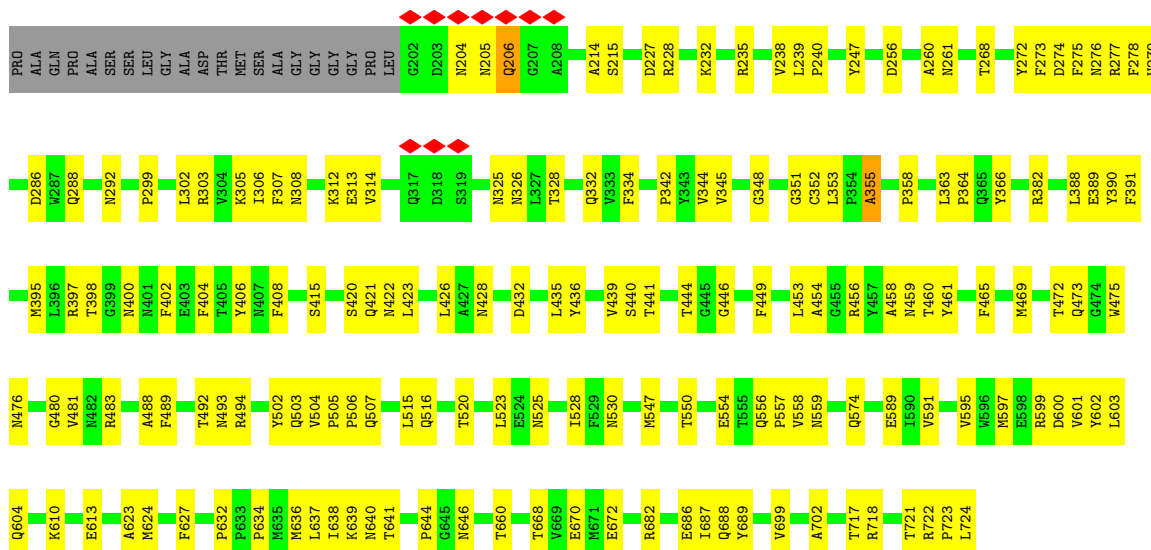 PRO ALA GLN PRO ALA SER SER LEU GLY ALA ASP THR MET SER ALA GLY GLY GLY GLY PRO LEU G202 D203 N204 N205 Q206 G207 A208 A214 S215 D227 R228 K232 R235 V238 L239 P240 Y247 D256 A260 N261 T268 Y272 F273 D274 F275 N276 R277 F278
D286 W287 Q288 N292 P299 L302 R303 V304 K305 I306 F307 N308 K312 E313 V314 Q317 D318 S319 N325 N326 L327 T328 Q332 V333 F334 P342 Y343 V344 V345 G348 G351 C352 L353 P354 A355 P358 L363 P364 Q365 Y366 R382 L388 E389 Y390 F391
M395 L396 R397 T398 G399 N400 N401 F402 E403 F404 T405 Y406 N407 F408 S415 S420 Q421 N422 L423 L426 A427 N428 D432 L435 Y436 V439 S440 T441 T444 G445 G446 F449 L453 A454 G455 R456 Y457 A458 N459 T460 Y461 F465 M469 T472 Q473 G474 W475
N476 G480 V481 N482 R483 A488 F489 T492 N493 R494 Y502 Q503 V504 P505 P506 Q507 L515 Q516 T520 L523 E524 N525 I528 F529 N530 M547 T550 E554 T555 Q556 P557 V558 N559 Q574 E589 I590 V591 V595 W596 M597 E598 R599 D600 V601 Y602 L603
Q604 K610 E613 A623 M624 F627 P632 P633 P634 M635 M636 L637 I638 K639 N640 T641 P644 G645 N646 T660 T668 V669 E670 M671 E672 R682 E686 I687 Q688 Y689 V699 A702 T717 R718 T721 R722 P723 L724